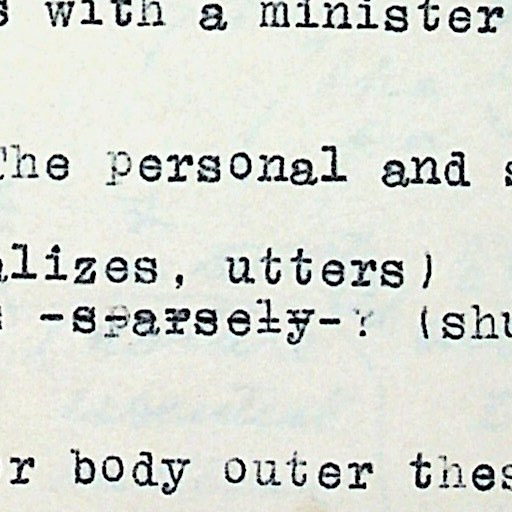 s with a minister
The personal and s
alizes, utters)
-sparsely-? (shu
r body outer thes